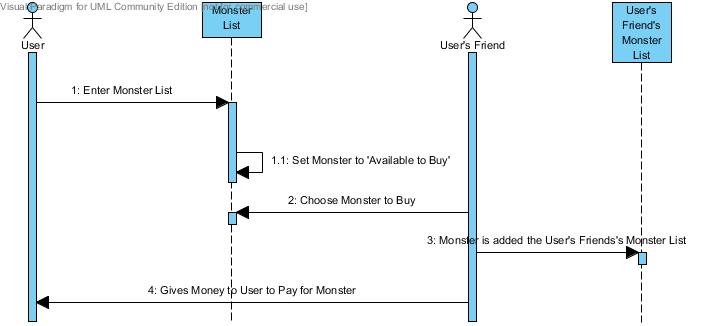 Visual Paradigm for UML Community Edition [not for commercial use]
Monster
List
User's
Friend's
Monster
List
User
User's Friend
1: Enter Monster List
1.1: Set Monster to 'Available to Buy'
2: Choose Monster to Buy
3: Monster is added the User's Friends's Monster List
4: Gives Money to User to Pay for Monster